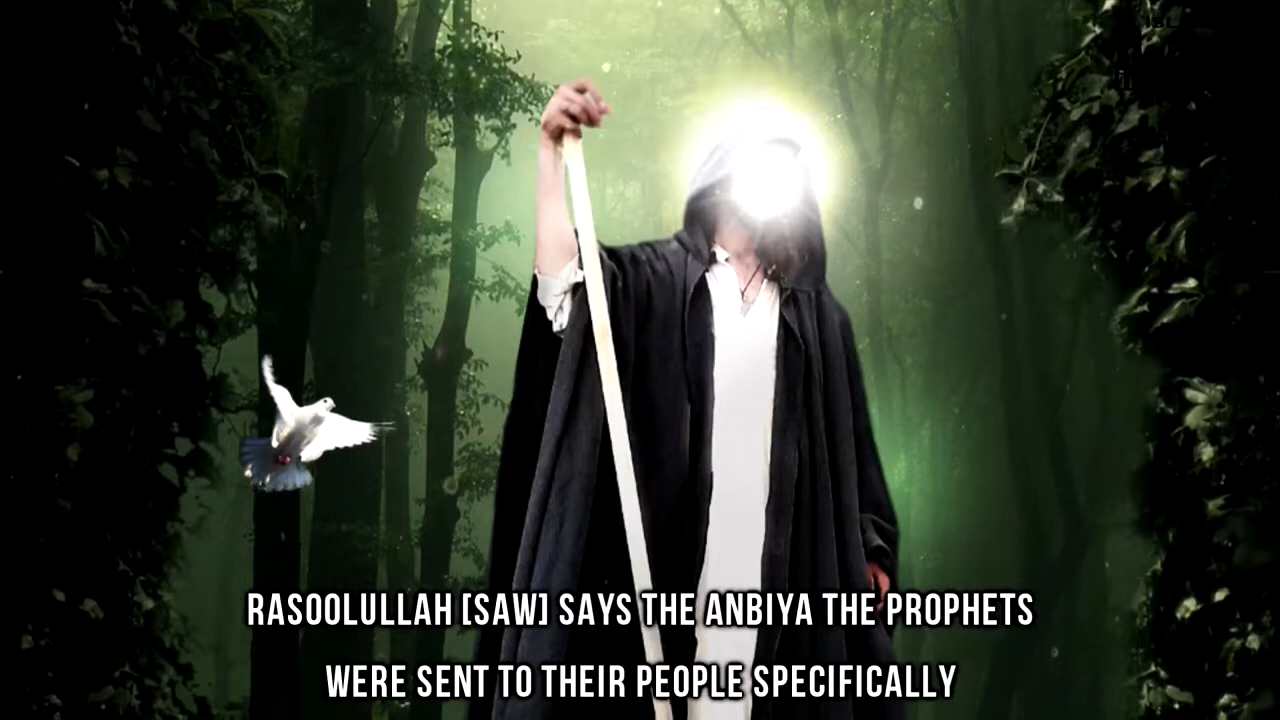 RASOOLULLAH [SAW] SAYS THE ANBIYA THE PROPHETS
WERE SENT TO THEIR PEOPLE SPECIFICALLY